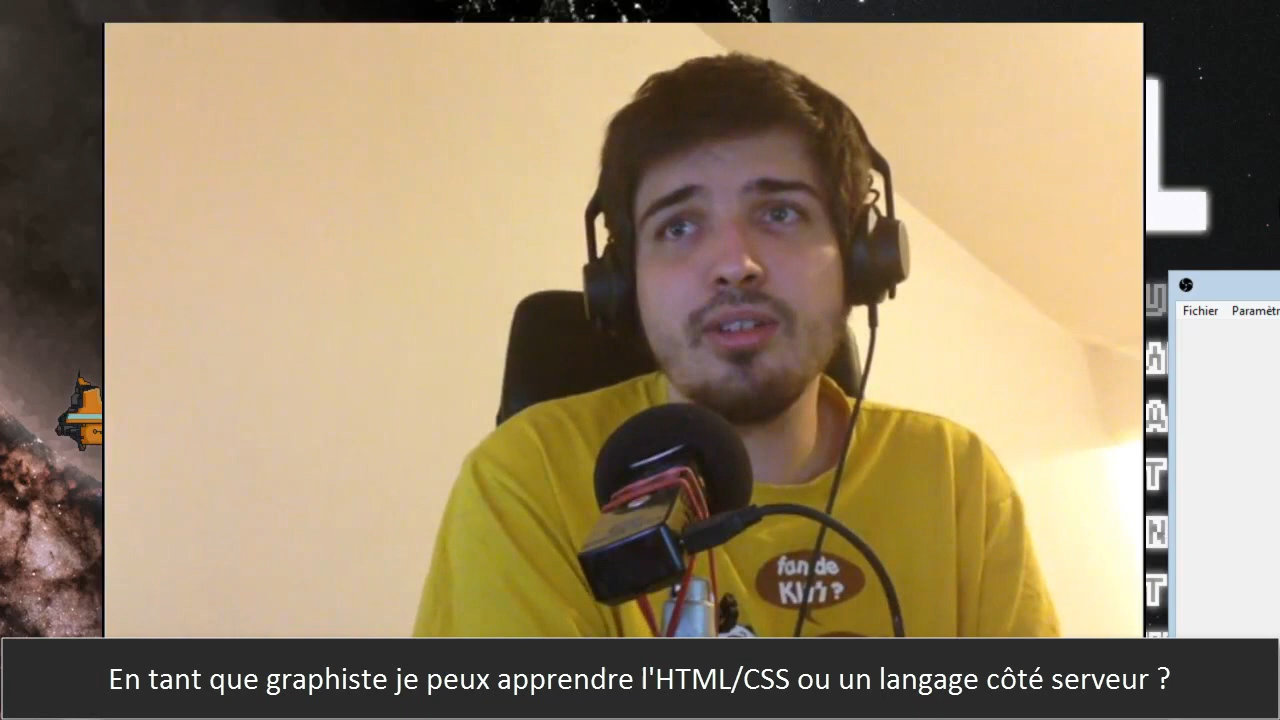 L
Fichier Paramètr
fan de
Kiri ?
En tant que graphiste je peux apprendre l'HTML/CSS ou un langage côté serveur ?